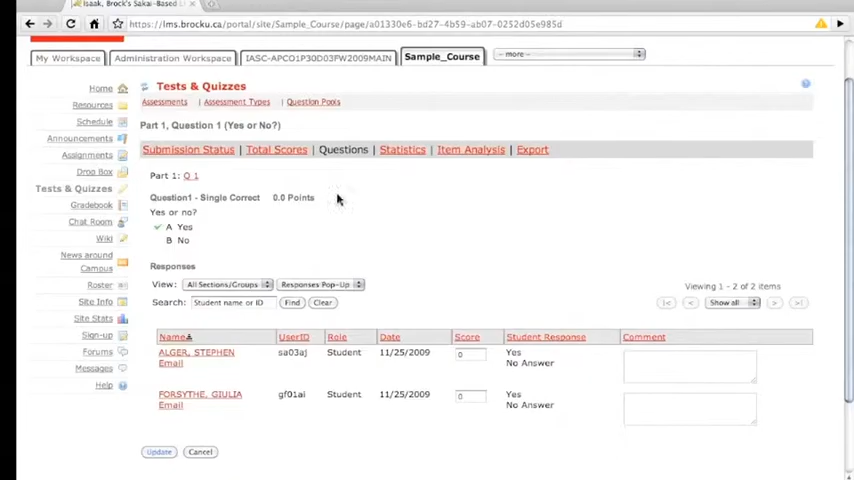 Isaak, Brock's Sakai-Based L
https://lms.brocku.ca/portal/site/Sample_Course/page/a01330e6-bd27-4b59-ab07-0252d05e985d
My Workspace Administration Workspace IASC-APCO1P30D03FW2009MAIN Sample_Course -- more --
Home
Resources
Schedule
Announcements
Assignments
Drop Box
Tests & Quizzes
Gradebook
Chat Room
Wiki
News around
Campus
Roster
Site Info
Site Stats
Sign-up
Forums
Messages
Help
Tests & Quizzes
Assessments | Assessment Types | Question Pools
Part 1, Question 1 (Yes or No?)
Submission Status | Total Scores | Questions | Statistics | Item Analysis | Export
Part 1: Q 1
Question1 - Single Correct 0.0 Points
Yes or no?
A Yes
B No
Responses
View: All Sections/Groups Responses Pop-Up
Viewing 1 - 2 of 2 items
Search: Student name or ID Find Clear
|< < Show all > >|
Name UserID Role Date Score Student Response Comment
ALGER, STEPHEN sa03aj Student 11/25/2009 0 Yes
Email No Answer
FORSYTHE, GIULIA gf01ai Student 11/25/2009 0 Yes
Email No Answer
Update Cancel